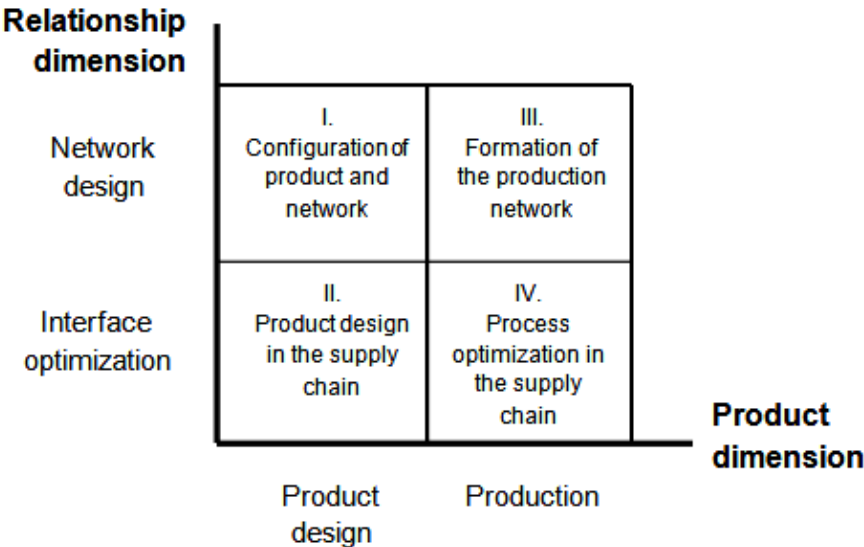 Relationship
dimension
Network
design
I.
Configuration of
product and
network
III.
Formation of
the production
network
Interface
optimization
II.
Product design
in the supply
chain
IV.
Process
optimization in
the supply
chain
Product
dimension
Product
design
Production